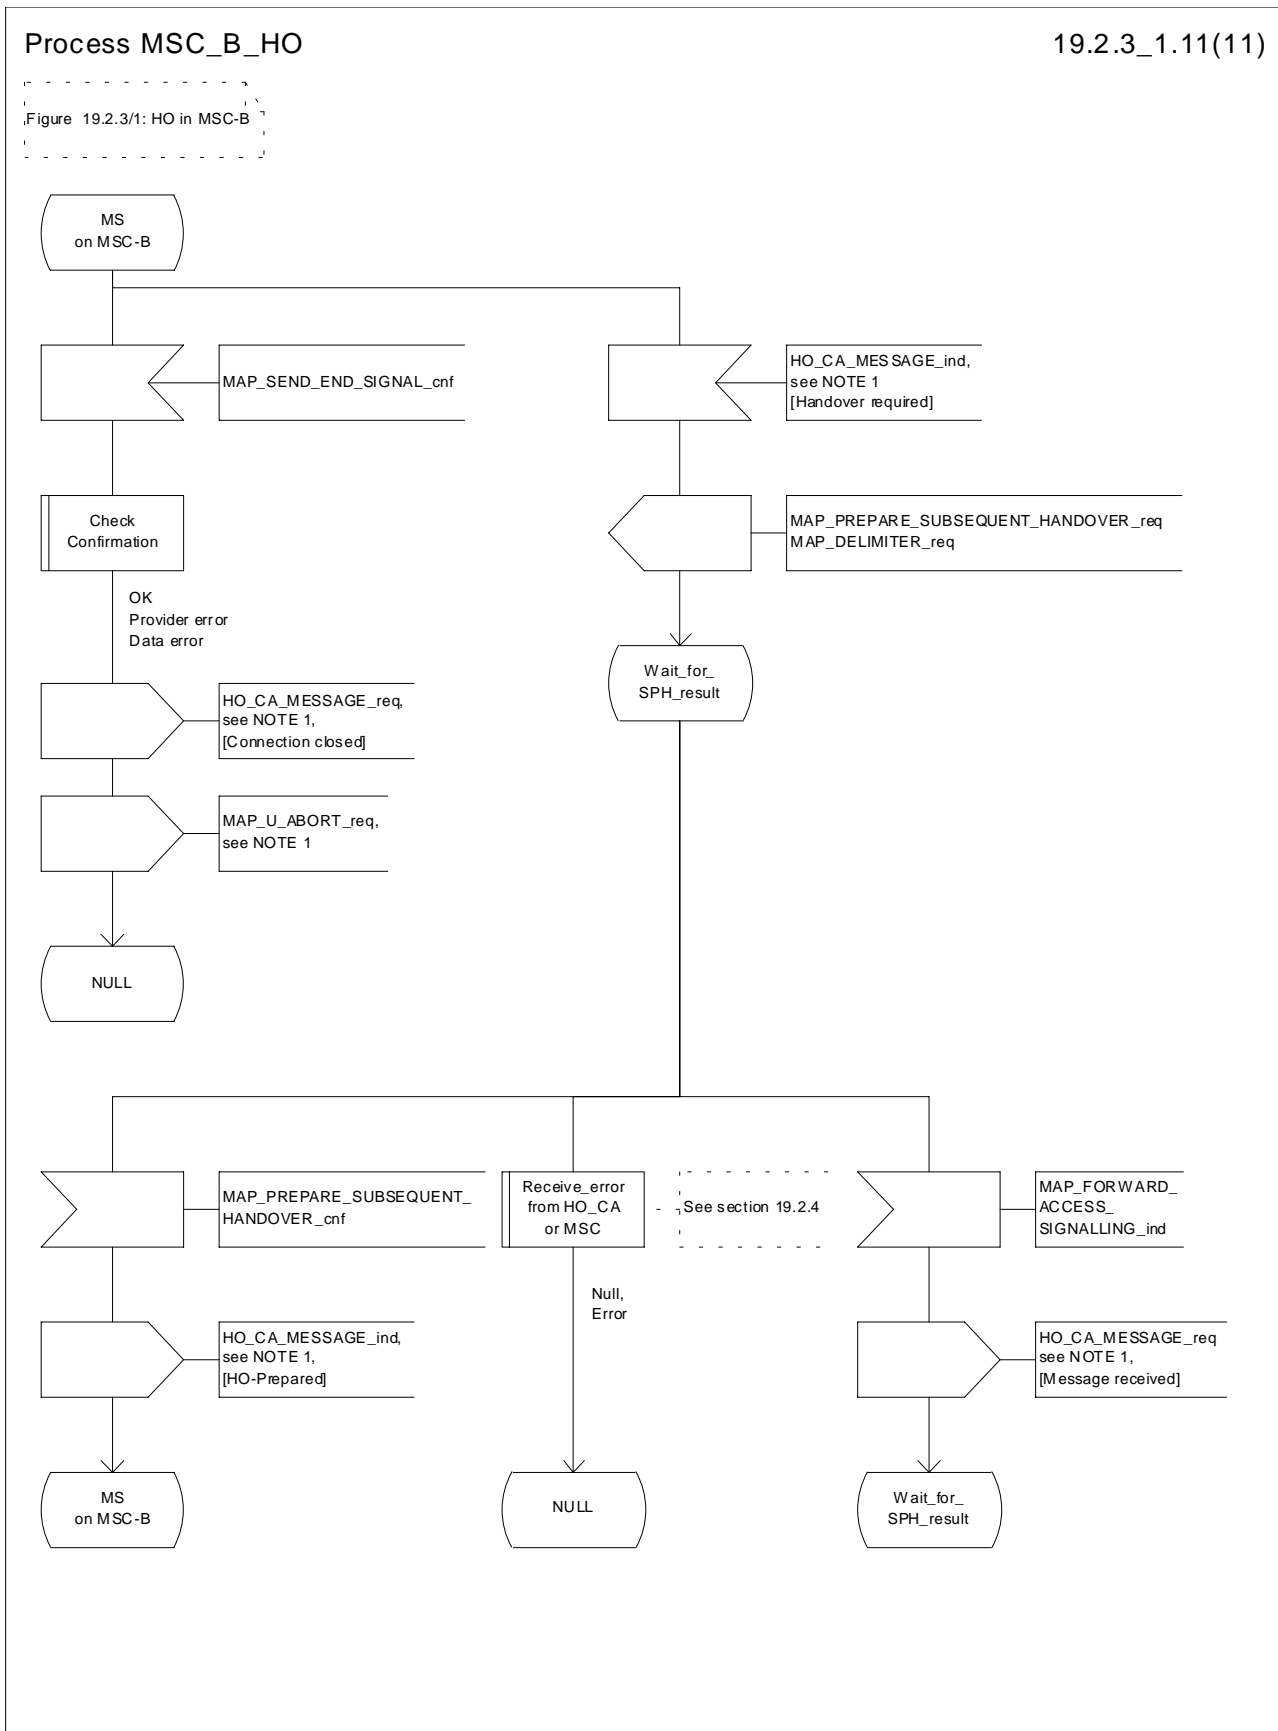 Process MSC_B_HO
19.2.3_1.11(11)
Figure 19.2.3/1: HO in MSC-B
MS
on MSC-B
MAP_SEND_END_SIGNAL_cnf
HO_CA_MESSAGE_ind,
see NOTE 1
[Handover required]
Check
Confirmation
MAP_PREPARE_SUBSEQUENT_HANDOVER_req
MAP_DELIMITER_req
OK
Provider error
Data error
Wait_for_
SPH_result
HO_CA_MESSAGE_req,
see NOTE 1,
[Connection closed]
MAP_U_ABORT_req,
see NOTE 1
NULL
MAP_PREPARE_SUBSEQUENT_
HANDOVER_cnf
Receive_error
from HO_CA
or MSC
See section 19.2.4
MAP_FORWARD_
ACCESS_
SIGNALLING_ind
Null,
Error
HO_CA_MESSAGE_ind,
see NOTE 1,
[HO-Prepared]
HO_CA_MESSAGE_req
see NOTE 1,
[Message received]
MS
on MSC-B
NULL
Wait_for_
SPH_result